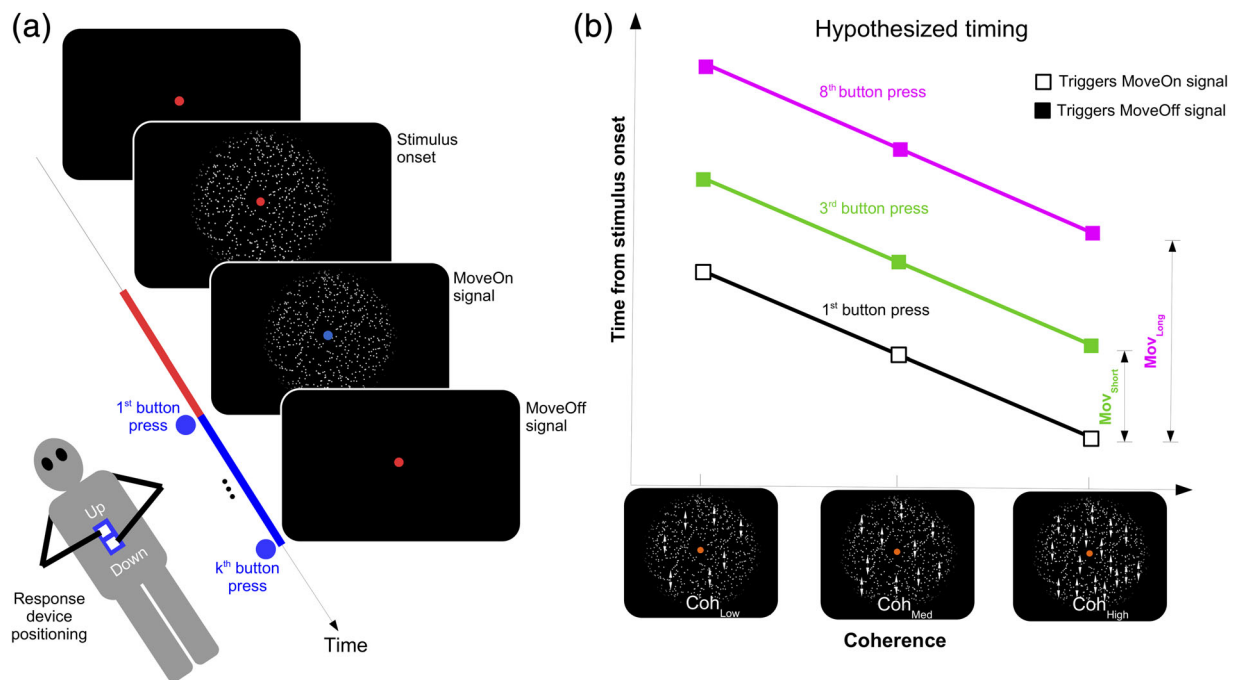 (a)
Stimulus
onset
MoveOn
signal
MoveOff
signal
1st button
press
kth button
press
Up
Down
Response
device
positioning
Time
(b)
Hypothesized timing
Triggers MoveOn signal
Triggers MoveOff signal
8th button press
3rd button press
1st button press
Time from stimulus onset
MovShort
MovLong
CohLow
CohMed
CohHigh
Coherence